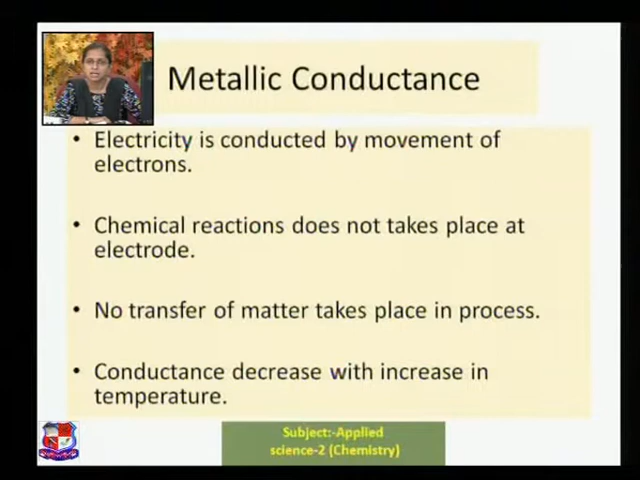 Metallic Conductance
• Electricity is conducted by movement of
electrons.
• Chemical reactions does not takes place at
electrode.
• No transfer of matter takes place in process.
• Conductance decrease with increase in
temperature.
Subject:-Applied
science-2 (Chemistry)